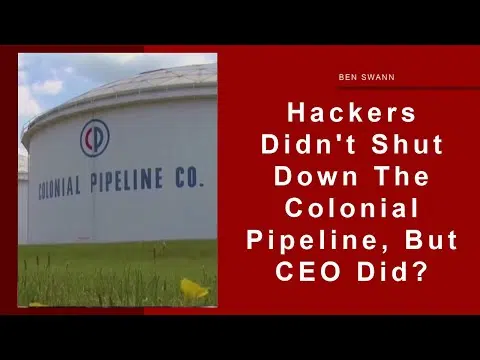 BEN SWANN
Hackers
Didn't Shut
Down The
Colonial
Pipeline, But
CEO Did?
CP
COLONIAL PIPELINE CO.